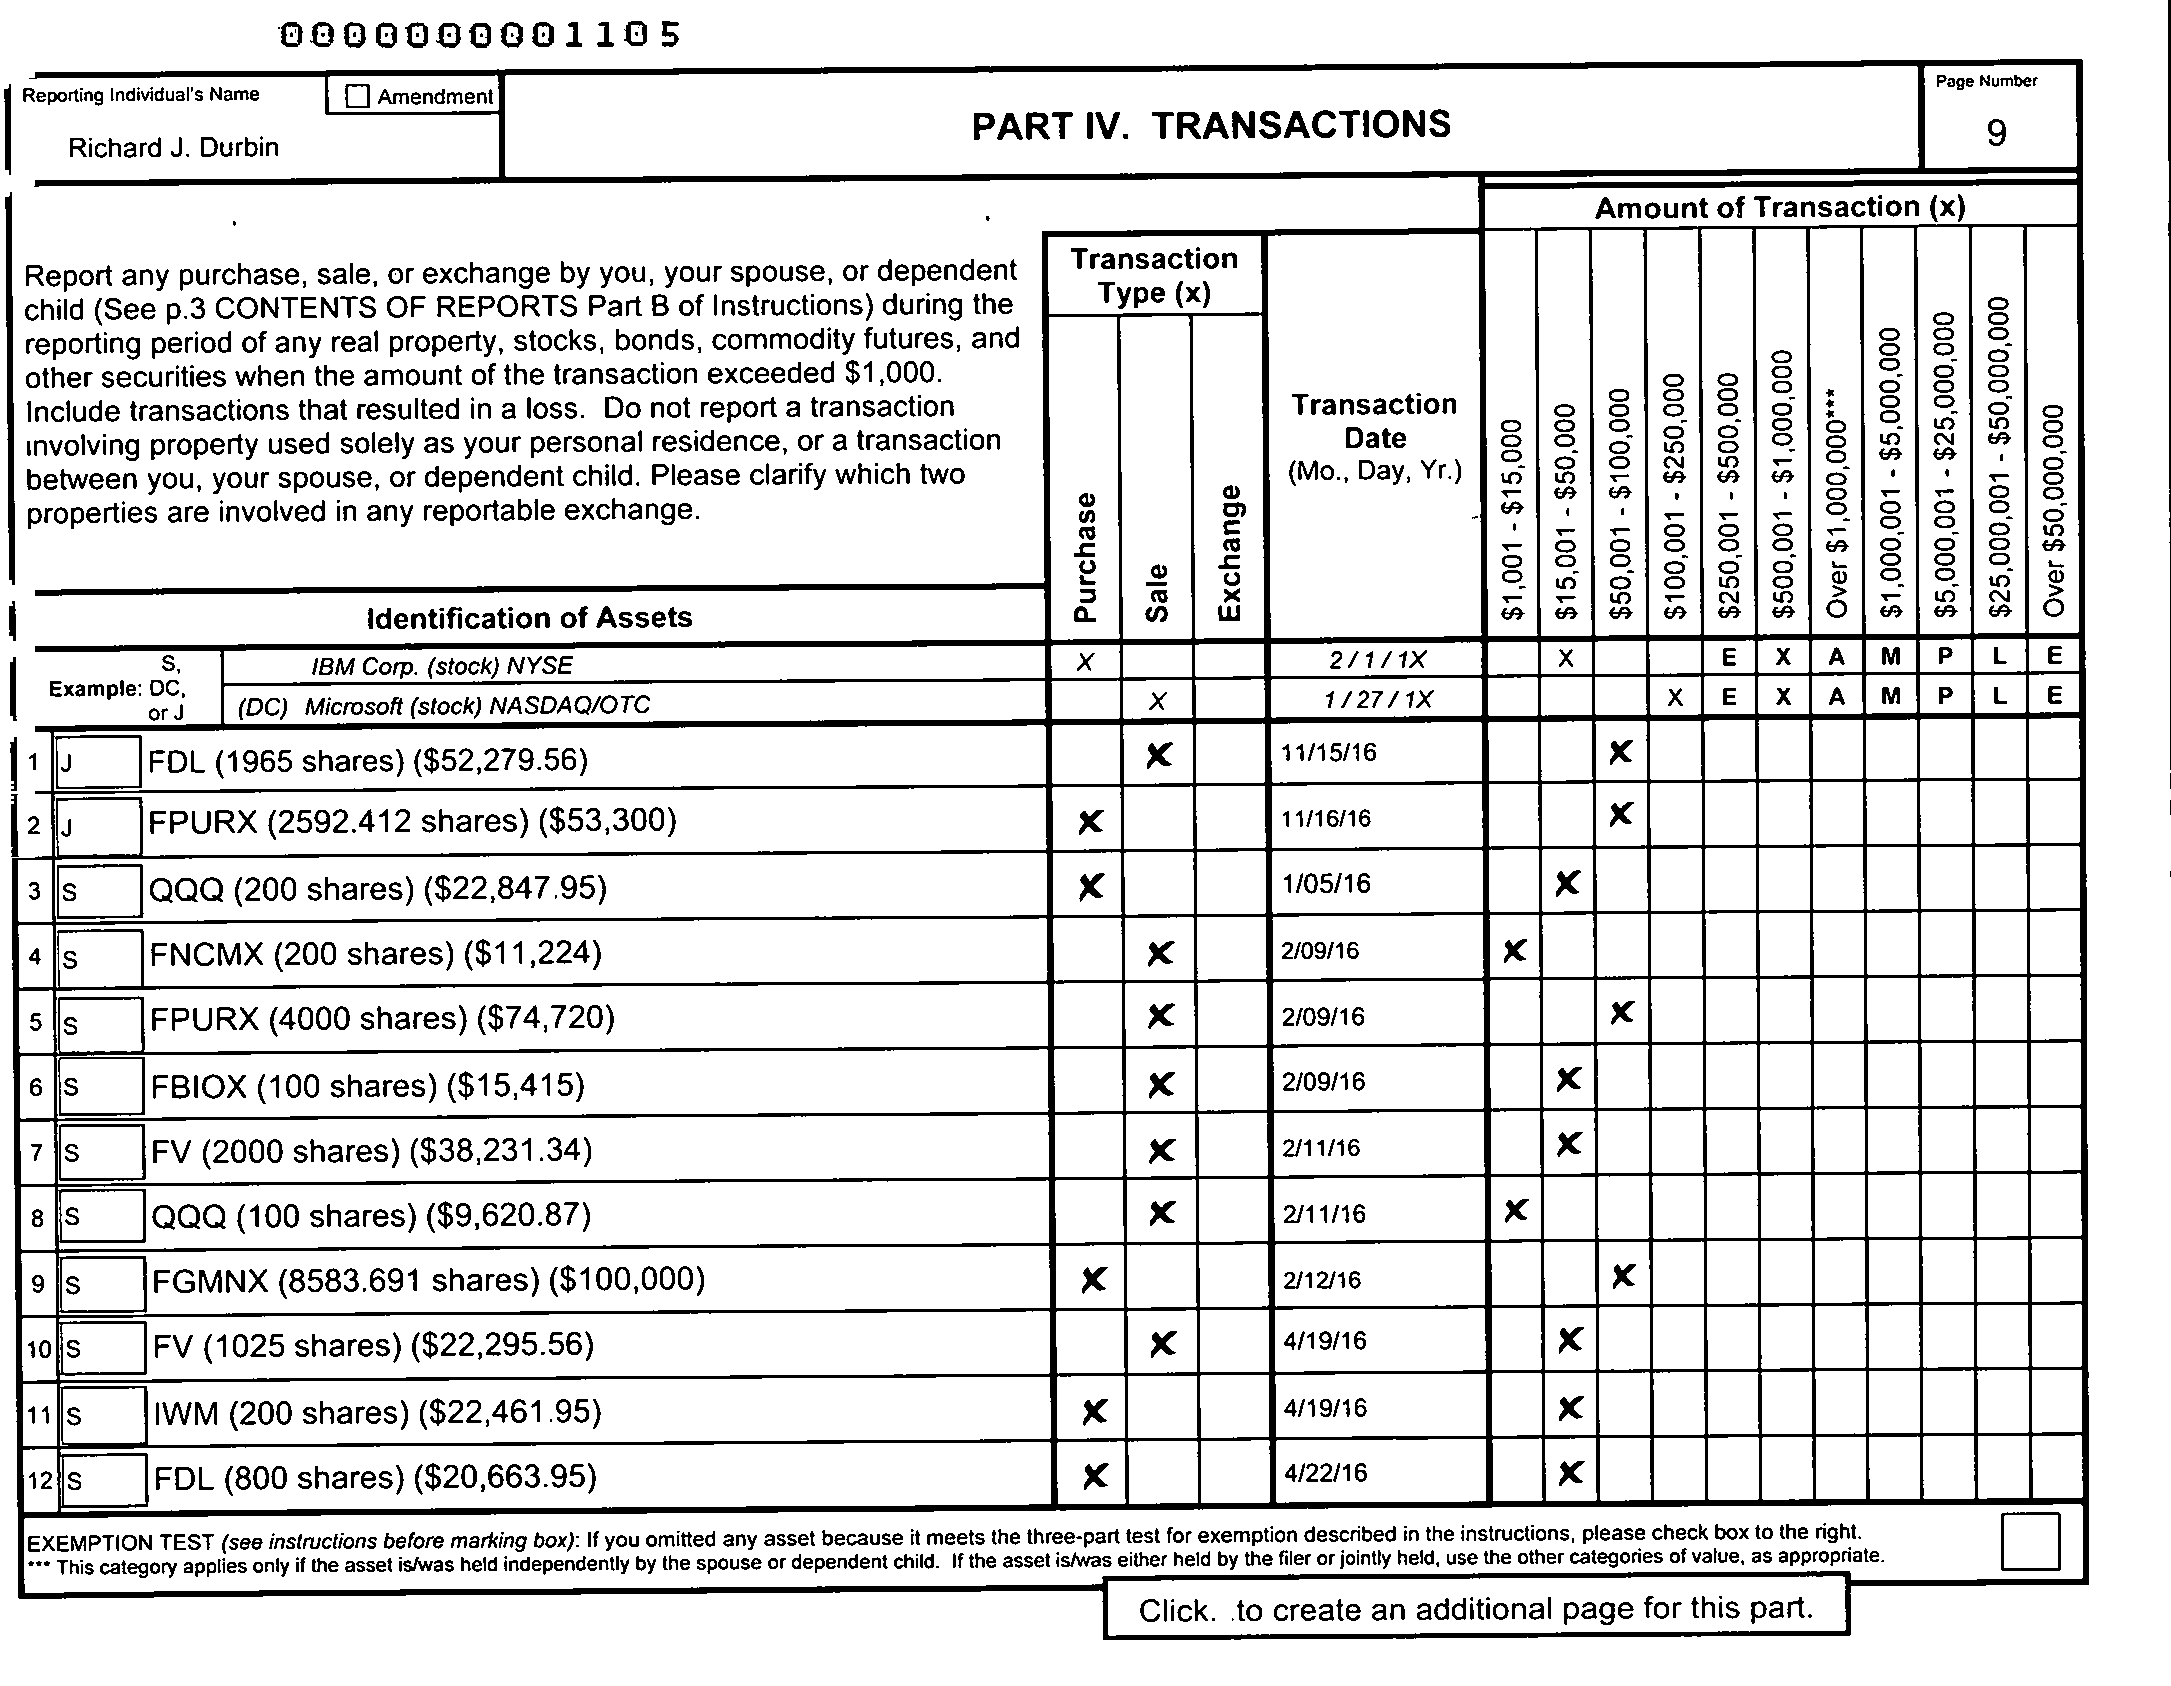 0000000001105
Reporting Individual's Name
Amendment
Richard J. Durbin
PART IV. TRANSACTIONS
Page Number
9
Report any purchase, sale, or exchange by you, your spouse, or dependent
child (See p.3 CONTENTS OF REPORTS Part B of Instructions) during the
reporting period of any real property, stocks, bonds, commodity futures, and
other securities when the amount of the transaction exceeded $1,000.
Include transactions that resulted in a loss. Do not report a transaction
involving property used solely as your personal residence, or a transaction
between you, your spouse, or dependent child. Please clarify which two
properties are involved in any reportable exchange.
Identification of Assets
Transaction
Type (x)
Purchase
Sale
Exchange
Transaction
Date
(Mo., Day, Yr.)
Amount of Transaction (x)
$1,001 - $15,000
$15,001 - $50,000
$50,001 - $100,000
$100,001 - $250,000
$250,001 - $500,000
$500,001 - $1,000,000
Over $1,000,000***
$1,000,001 - $5,000,000
$5,000,001 - $25,000,000
$25,000,001 - $50,000,000
Over $50,000,000
Example: S, DC, or J
IBM Corp. (stock) NYSE X 2 / 1 / 1X X E X A M P L E
(DC) Microsoft (stock) NASDAQ/OTC X 1 / 27 / 1X X E X A M P L E
1 J FDL (1965 shares) ($52,279.56) X 11/15/16 X
2 J FPURX (2592.412 shares) ($53,300) X 11/16/16 X
3 S QQQ (200 shares) ($22,847.95) X 1/05/16 X
4 S FNCMX (200 shares) ($11,224) X 2/09/16 X
5 S FPURX (4000 shares) ($74,720) X 2/09/16 X
6 S FBIOX (100 shares) ($15,415) X 2/09/16 X
7 S FV (2000 shares) ($38,231.34) X 2/11/16 X
8 S QQQ (100 shares) ($9,620.87) X 2/11/16 X
9 S FGMNX (8583.691 shares) ($100,000) X 2/12/16 X
10 S FV (1025 shares) ($22,295.56) X 4/19/16 X
11 S IWM (200 shares) ($22,461.95) X 4/19/16 X
12 S FDL (800 shares) ($20,663.95) X 4/22/16 X
EXEMPTION TEST (see instructions before marking box): If you omitted any asset because it meets the three-part test for exemption described in the instructions, please check box to the right.
*** This category applies only if the asset is/was held independently by the spouse or dependent child. If the asset is/was either held by the filer or jointly held, use the other categories of value, as appropriate.
Click. .to create an additional page for this part.